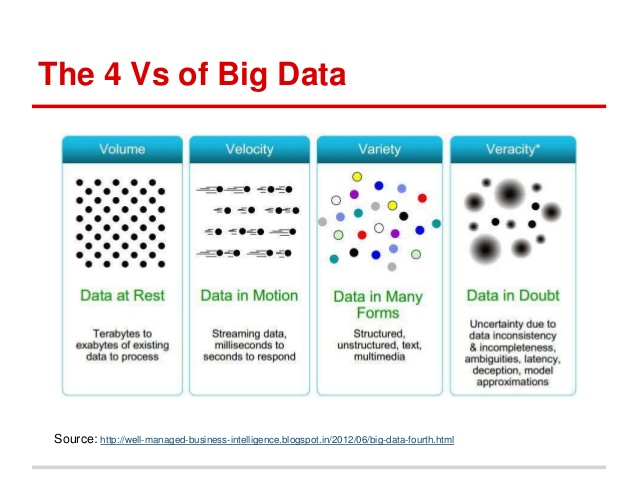 The 4 Vs of Big Data
Volume
Velocity
Variety
Veracity*
Data at Rest
Terabytes to
exabytes of existing
data to process
Data in Motion
Streaming data,
milliseconds to
seconds to respond
Data in Many
Forms
Structured,
unstructured, text,
multimedia
Data in Doubt
Uncertainty due to
data inconsistency
& incompleteness,
ambiguities, latency,
deception, model
approximations
Source: http://well-managed-business-intelligence.blogspot.in/2012/06/big-data-fourth.html